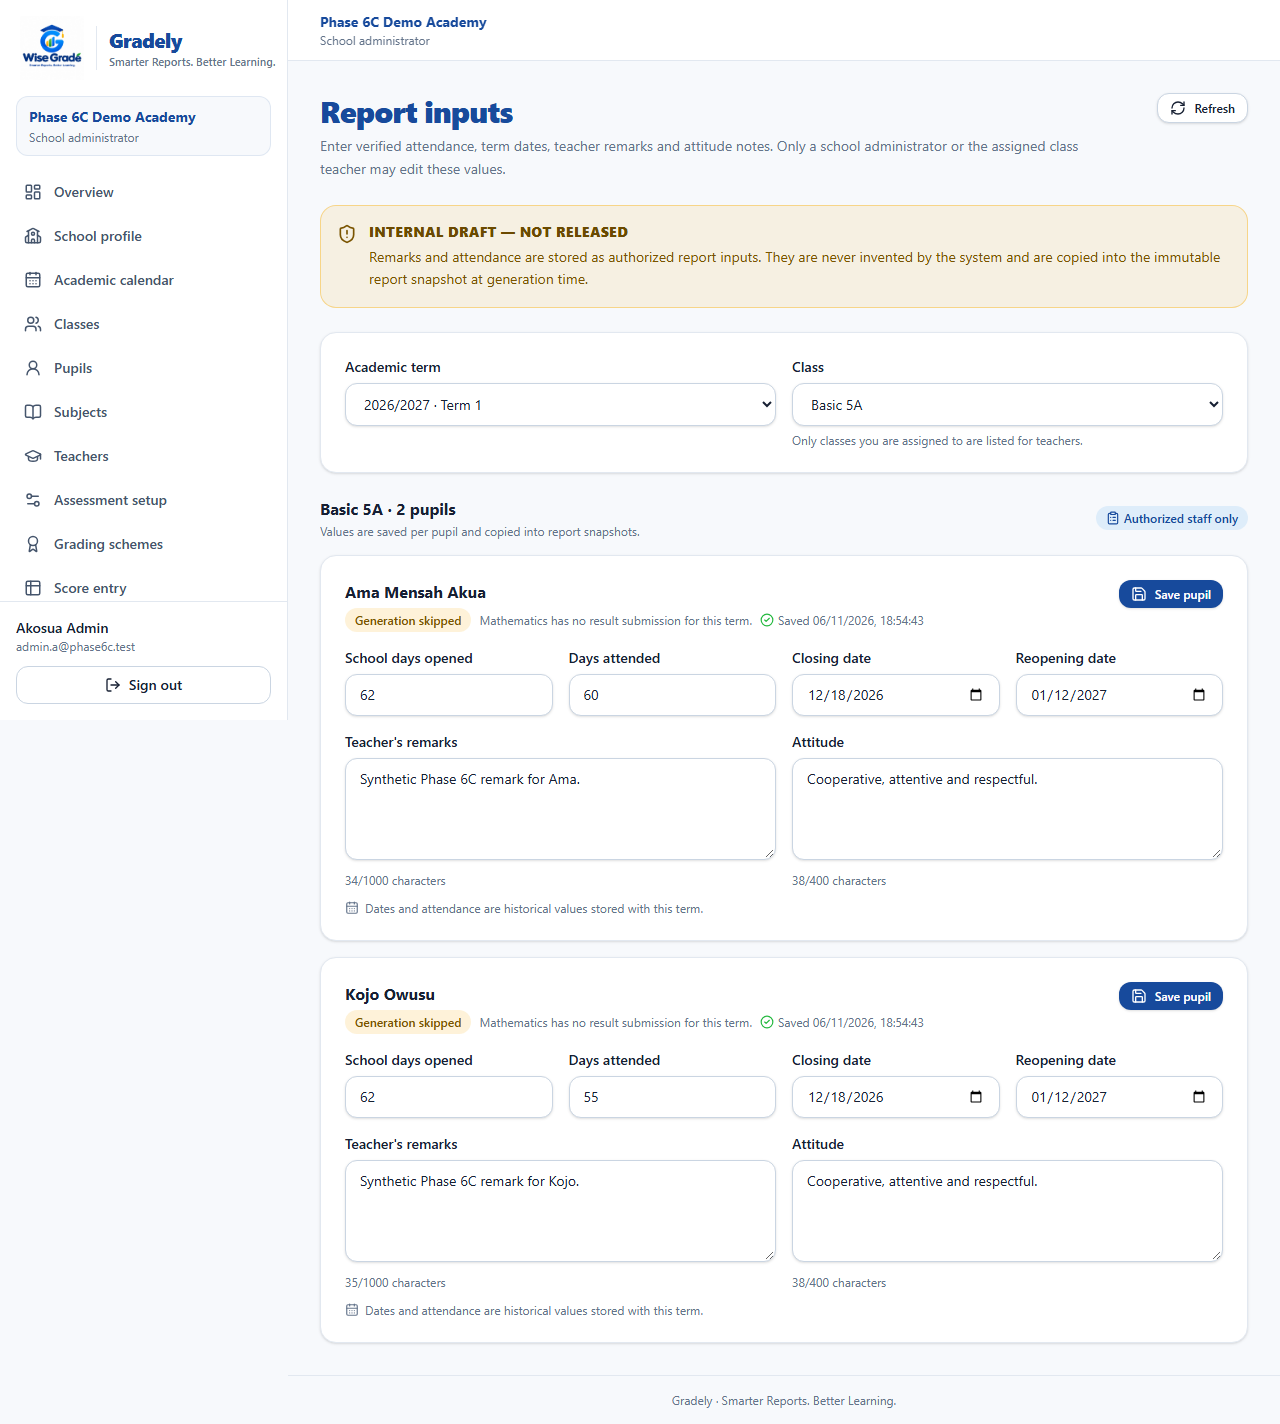 Wise Grade
Gradely
Smarter Reports. Better Learning.
Phase 6C Demo Academy
School administrator
Overview
School profile
Academic calendar
Classes
Pupils
Subjects
Teachers
Assessment setup
Grading schemes
Score entry
Akosua Admin
admin.a@phase6c.test
Sign out
Phase 6C Demo Academy
School administrator
Report inputs
Refresh
Enter verified attendance, term dates, teacher remarks and attitude notes. Only a school administrator or the assigned class
teacher may edit these values.
INTERNAL DRAFT — NOT RELEASED
Remarks and attendance are stored as authorized report inputs. They are never invented by the system and are copied into the immutable
report snapshot at generation time.
Academic term
2026/2027 · Term 1
Class
Basic 5A
Only classes you are assigned to are listed for teachers.
Basic 5A · 2 pupils
Values are saved per pupil and copied into report snapshots.
Authorized staff only
Ama Mensah Akua
Save pupil
Generation skipped Mathematics has no result submission for this term. Saved 06/11/2026, 18:54:43
School days opened
62
Days attended
60
Closing date
12/18/2026
Reopening date
01/12/2027
Teacher's remarks
Synthetic Phase 6C remark for Ama.
34/1000 characters
Attitude
Cooperative, attentive and respectful.
38/400 characters
Dates and attendance are historical values stored with this term.
Kojo Owusu
Save pupil
Generation skipped Mathematics has no result submission for this term. Saved 06/11/2026, 18:54:43
School days opened
62
Days attended
55
Closing date
12/18/2026
Reopening date
01/12/2027
Teacher's remarks
Synthetic Phase 6C remark for Kojo.
35/1000 characters
Attitude
Cooperative, attentive and respectful.
38/400 characters
Dates and attendance are historical values stored with this term.
Gradely · Smarter Reports. Better Learning.